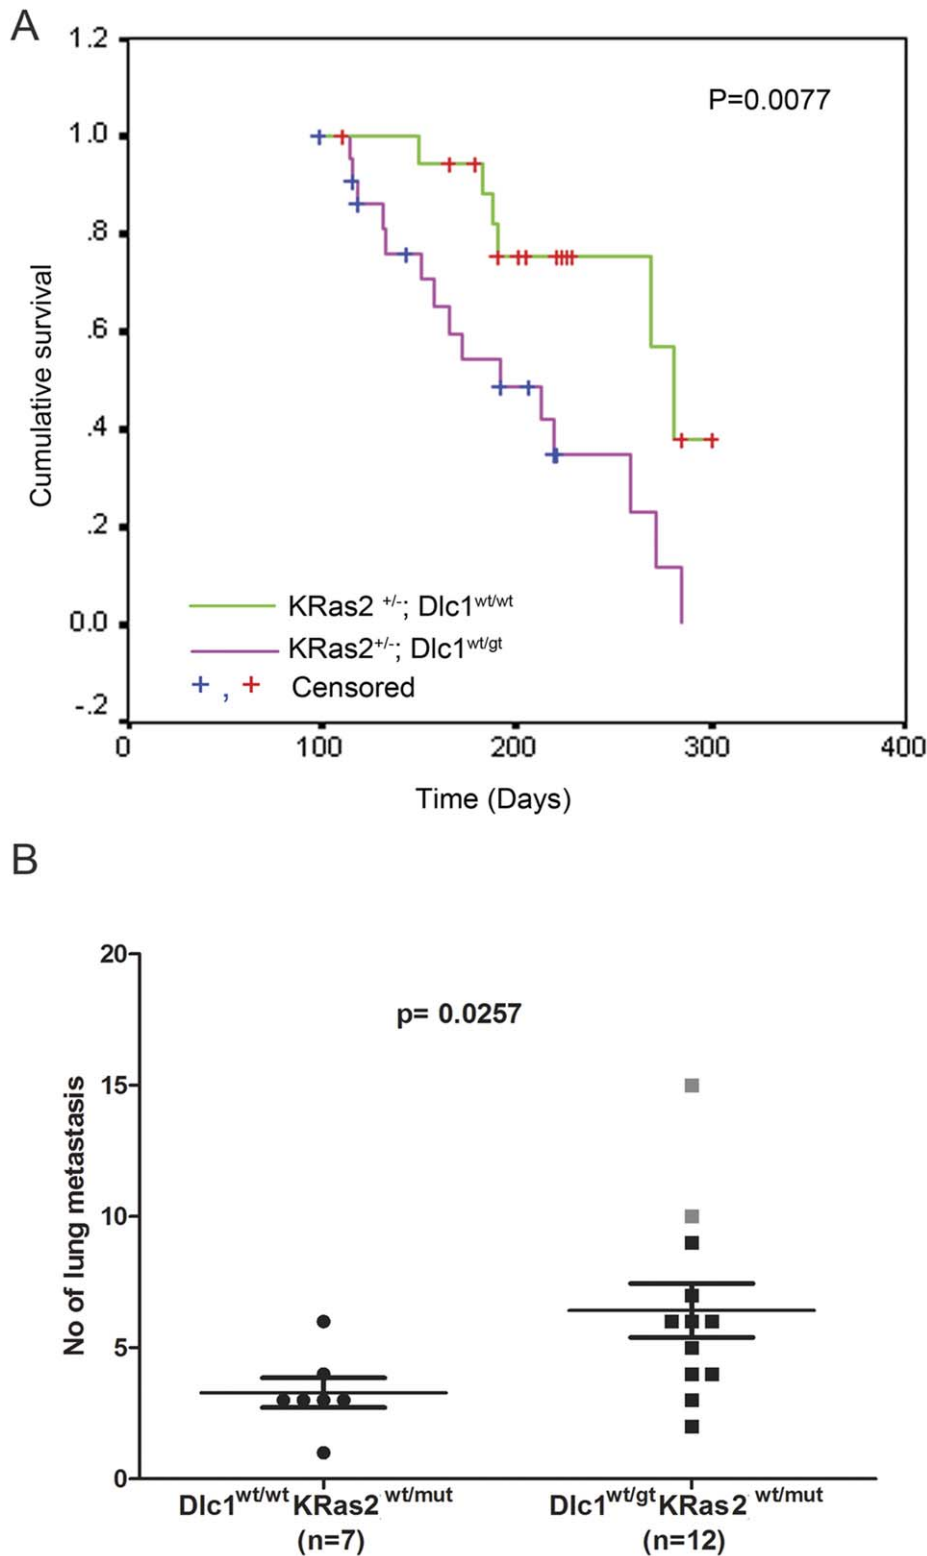 A
1.2
1.0
.8
.6
.4
.2
0.0
-.2
Cumulative survival
P=0.0077
KRas2 +/-; Dlc1wt/wt
KRas2+/-; Dlc1wt/gt
+ , + Censored
0 100 200 300 400
Time (Days)
B
20
15
10
5
0
No of lung metastasis
p= 0.0257
Dlc1wt/wt KRas2 wt/mut
(n=7)
Dlc1wt/gt KRas2 wt/mut
(n=12)